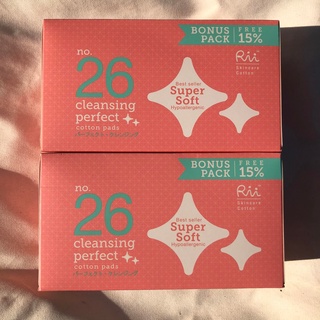 BONUS PACK FREE 15%
no.
26
cleansing
perfect
cotton pads
Best seller
Super
Soft
Hypoallergenic
Rii
Skincare
Cotton
BONUS PACK FREE 15%
no.
26
cleansing
perfect
cotton pads
Best seller
Super
Soft
Hypoallergenic
Rii
Skincare
Cotton